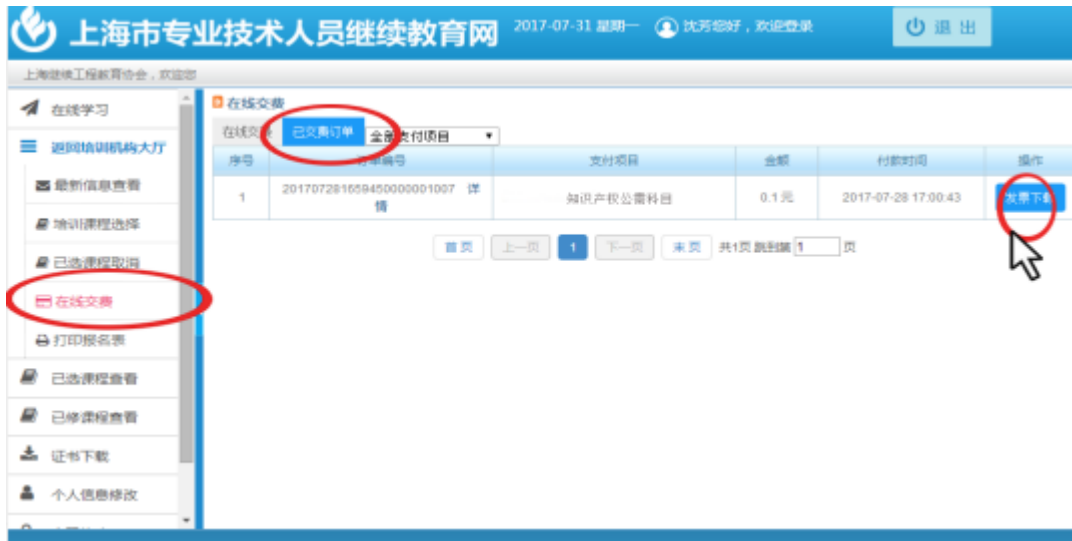 上海市专业技术人员继续教育网 2017-07-31 星期一 沈芳您好，欢迎登录 退 出
上海继续工程教育协会，欢迎您
在线学习
返回培训机构大厅
最新信息查看
培训课程选择
已选课程取消
在线交费
打印报名表
已选课程查看
已修课程查看
证书下载
个人信息修改
在线交费
在线交费 已交费订单 全部支付项目
序号 订单编号 支付项目 金额 付款时间 操作
1 2017072816594500000001007 详情 知识产权公需科目 0.1元 2017-07-28 17:00:43 发票下载
首页 上一页 1 下一页 末页 共1页 跳到第 1 页